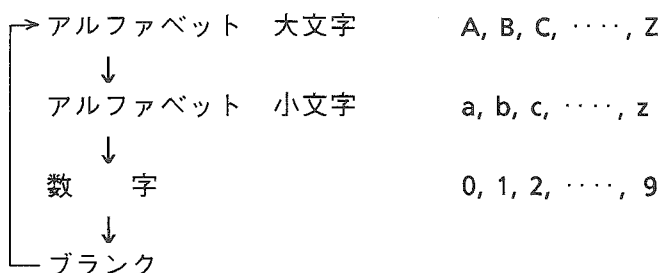 アルファベット 大文字 A, B, C, ····, Z
アルファベット 小文字 a, b, c, ····, z
数 字 0, 1, 2, ····, 9
ブランク